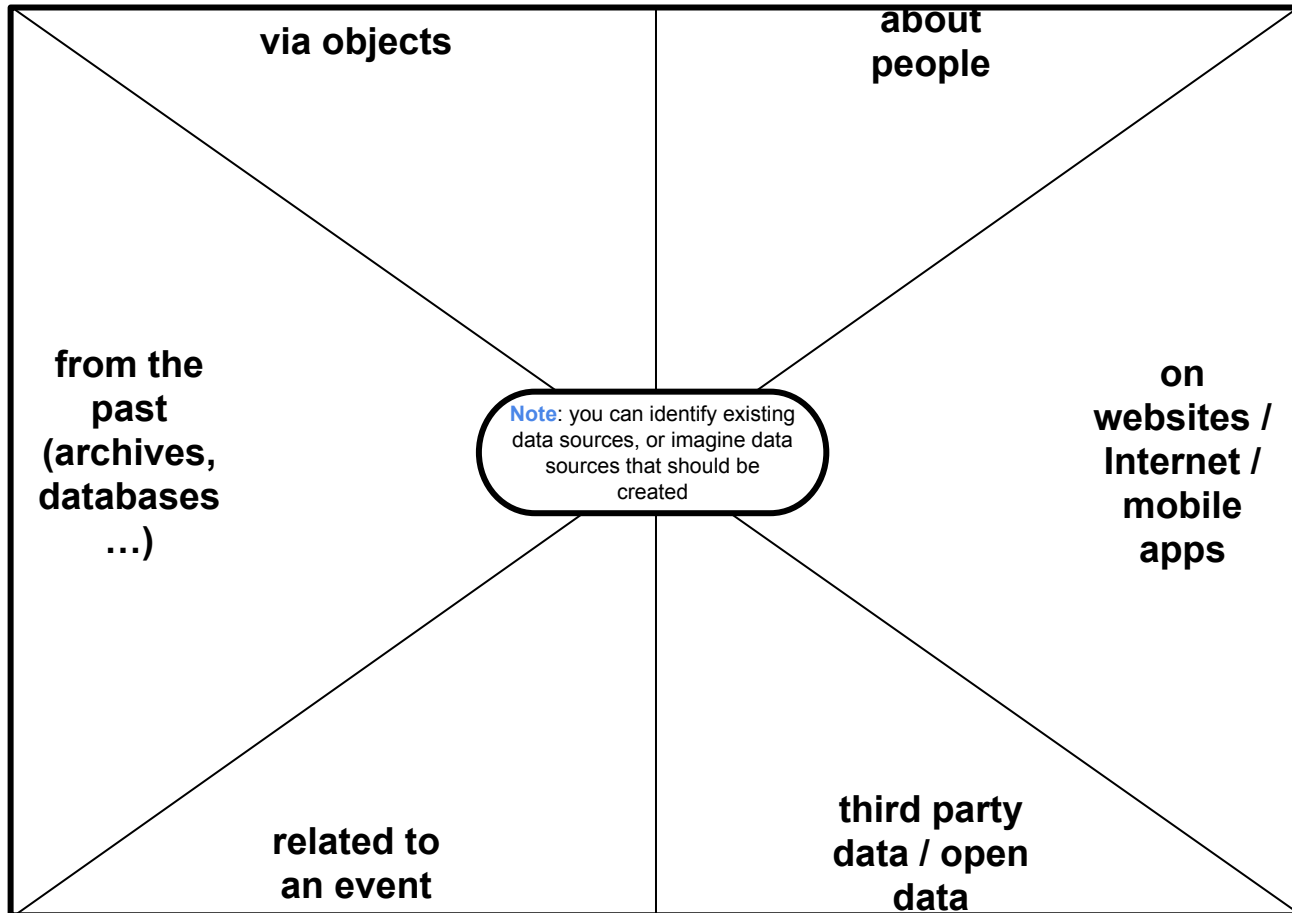 via objects
about
people
from the
past
(archives,
databases
…)
Note: you can identify existing
data sources, or imagine data
sources that should be
created
on
websites /
Internet /
mobile
apps
related to
an event
third party
data / open
data